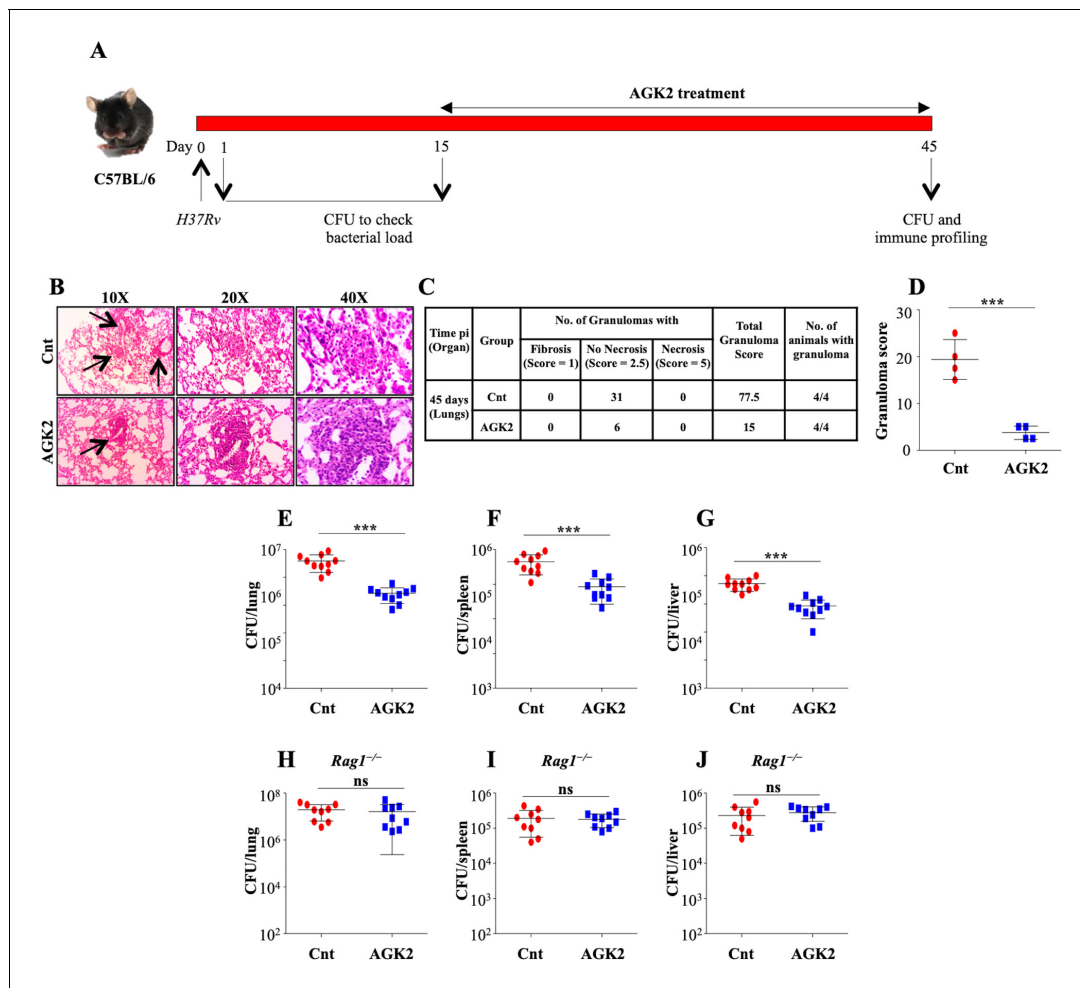 A
AGK2 treatment
Day 0 1 15 45
C57BL/6
H37Rv
CFU to check
bacterial load
CFU and
immune profiling
B
10X 20X 40X
Cnt
AGK2
C
Time pi
(Organ)
Group
No. of Granulomas with
Fibrosis
(Score = 1)
No Necrosis
(Score = 2.5)
Necrosis
(Score = 5)
Total
Granuloma
Score
No. of
animals with
granuloma
45 days
(Lungs)
Cnt 0 31 0 77.5 4/4
AGK2 0 6 0 15 4/4
D
Granuloma score
30
20
10
0
***
Cnt AGK2
E
CFU/lung
10⁷
10⁶
10⁵
10⁴
***
Cnt AGK2
F
CFU/spleen
10⁶
10⁵
10⁴
10³
***
Cnt AGK2
G
CFU/liver
10⁶
10⁵
10⁴
10³
***
Cnt AGK2
H
Rag1⁻/⁻
ns
CFU/lung
10⁸
10⁶
10⁴
10²
Cnt AGK2
I
Rag1⁻/⁻
ns
CFU/spleen
10⁶
10⁵
10⁴
10³
10²
Cnt AGK2
J
Rag1⁻/⁻
ns
CFU/liver
10⁶
10⁵
10⁴
10³
10²
Cnt AGK2